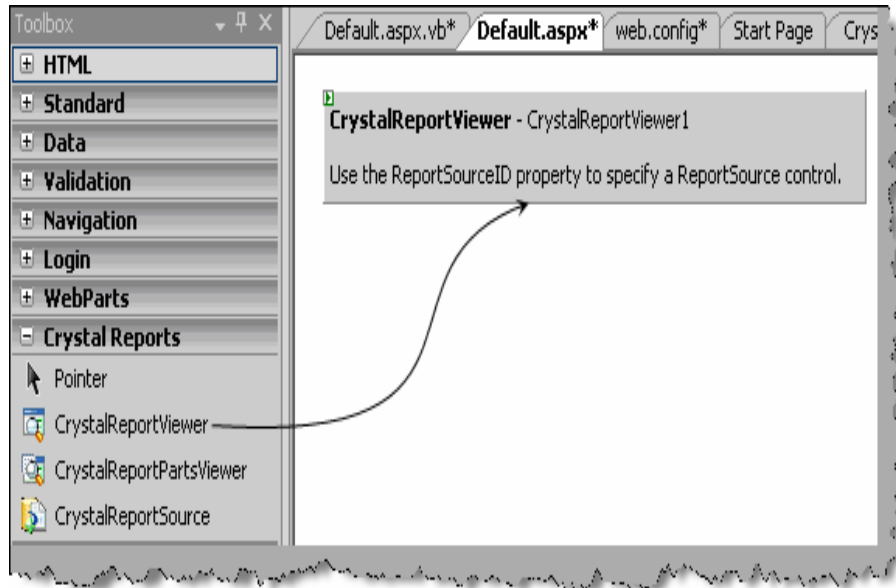 Toolbox
HTML
Standard
Data
Validation
Navigation
Login
WebParts
Crystal Reports
Pointer
CrystalReportViewer
CrystalReportPartsViewer
CrystalReportSource
Default.aspx.vb* Default.aspx* web.config* Start Page Crys
CrystalReportViewer - CrystalReportViewer1
Use the ReportSourceID property to specify a ReportSource control.